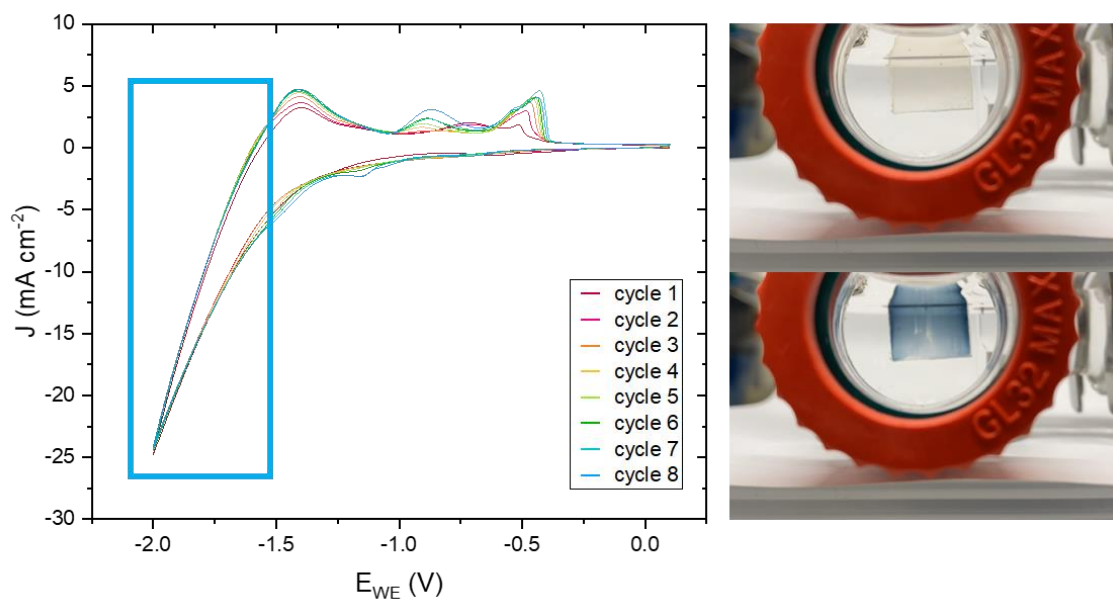 10
5
0
-5
-10
-15
-20
-25
-30
J (mA cm-2)
-2.0
-1.5
-1.0
-0.5
0.0
EWE (V)
cycle 1
cycle 2
cycle 3
cycle 4
cycle 5
cycle 6
cycle 7
cycle 8
GL32 MAX
GL32 MAX